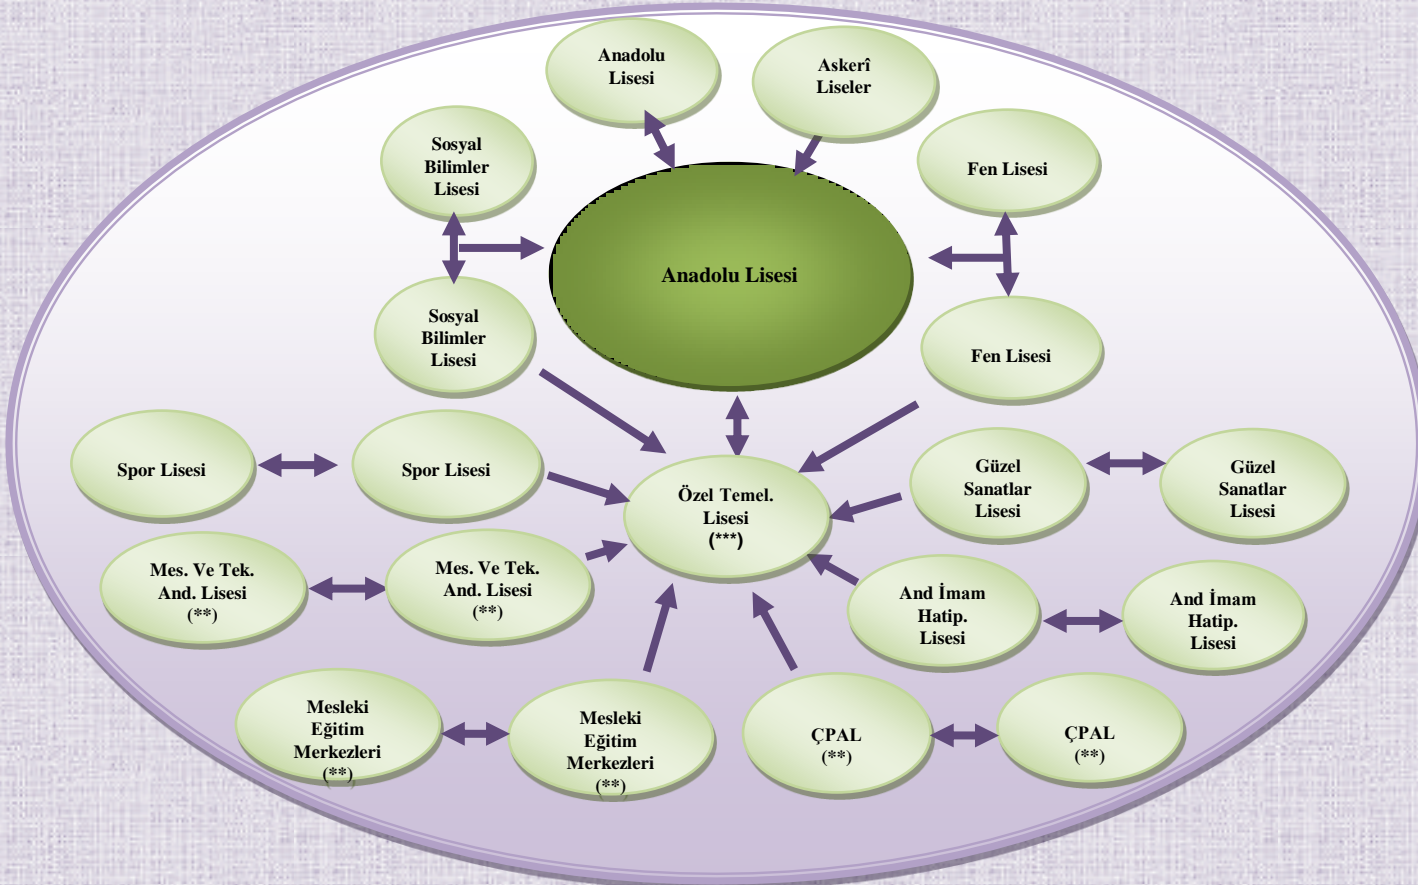 Anadolu
Lisesi
Askerî
Liseler
Sosyal
Bilimler
Lisesi
Fen Lisesi
Anadolu Lisesi
Sosyal
Bilimler
Lisesi
Fen Lisesi
Spor Lisesi
Spor Lisesi
Özel Temel.
Lisesi
(***)
Güzel
Sanatlar
Lisesi
Güzel
Sanatlar
Lisesi
Mes. Ve Tek.
And. Lisesi
(**)
Mes. Ve Tek.
And. Lisesi
(**)
And İmam
Hatip.
Lisesi
And İmam
Hatip.
Lisesi
Mesleki
Eğitim
Merkezleri
(**)
Mesleki
Eğitim
Merkezleri
(**)
ÇPAL
(**)
ÇPAL
(**)